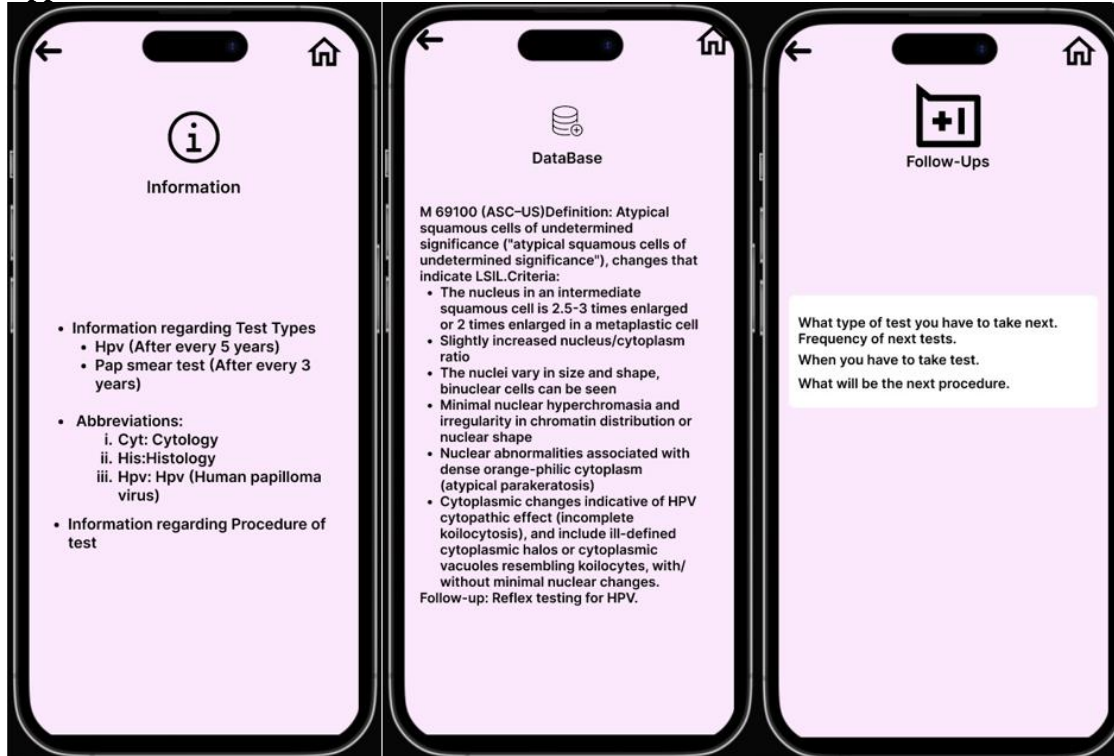 Information
• Information regarding Test Types
• Hpv (After every 5 years)
• Pap smear test (After every 3
years)
• Abbreviations:
i. Cyt: Cytology
ii. His:Histology
iii. Hpv: Hpv (Human papilloma
virus)
• Information regarding Procedure of
test
DataBase
M 69100 (ASC–US)Definition: Atypical
squamous cells of undetermined
significance ("atypical squamous cells of
undetermined significance"), changes that
indicate LSIL.Criteria:
• The nucleus in an intermediate
squamous cell is 2.5-3 times enlarged
or 2 times enlarged in a metaplastic cell
• Slightly increased nucleus/cytoplasm
ratio
• The nuclei vary in size and shape,
binuclear cells can be seen
• Minimal nuclear hyperchromasia and
irregularity in chromatin distribution or
nuclear shape
• Nuclear abnormalities associated with
dense orange-philic cytoplasm
(atypical parakeratosis)
• Cytoplasmic changes indicative of HPV
cytopathic effect (incomplete
koilocytosis), and include ill-defined
cytoplasmic halos or cytoplasmic
vacuoles resembling koilocytes, with/
without minimal nuclear changes.
Follow-up: Reflex testing for HPV.
+1
Follow-Ups
What type of test you have to take next.
Frequency of next tests.
When you have to take test.
What will be the next procedure.